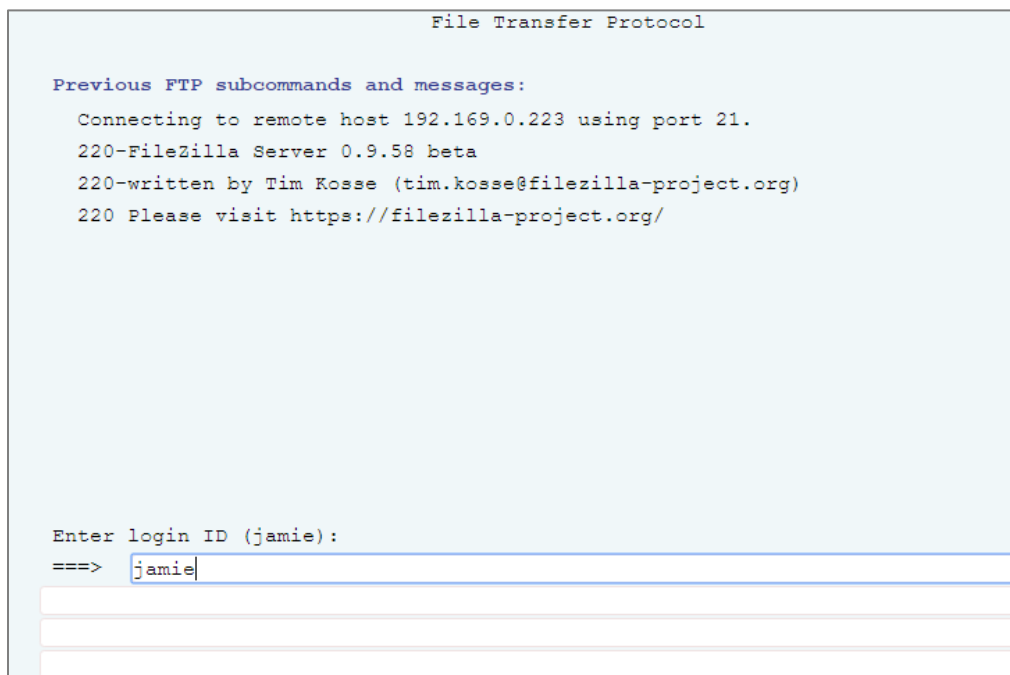 File Transfer Protocol
Previous FTP subcommands and messages:
Connecting to remote host 192.169.0.223 using port 21.
220-FileZilla Server 0.9.58 beta
220-written by Tim Kosse (tim.kosse@filezilla-project.org)
220 Please visit https://filezilla-project.org/
Enter login ID (jamie):
===> jamie